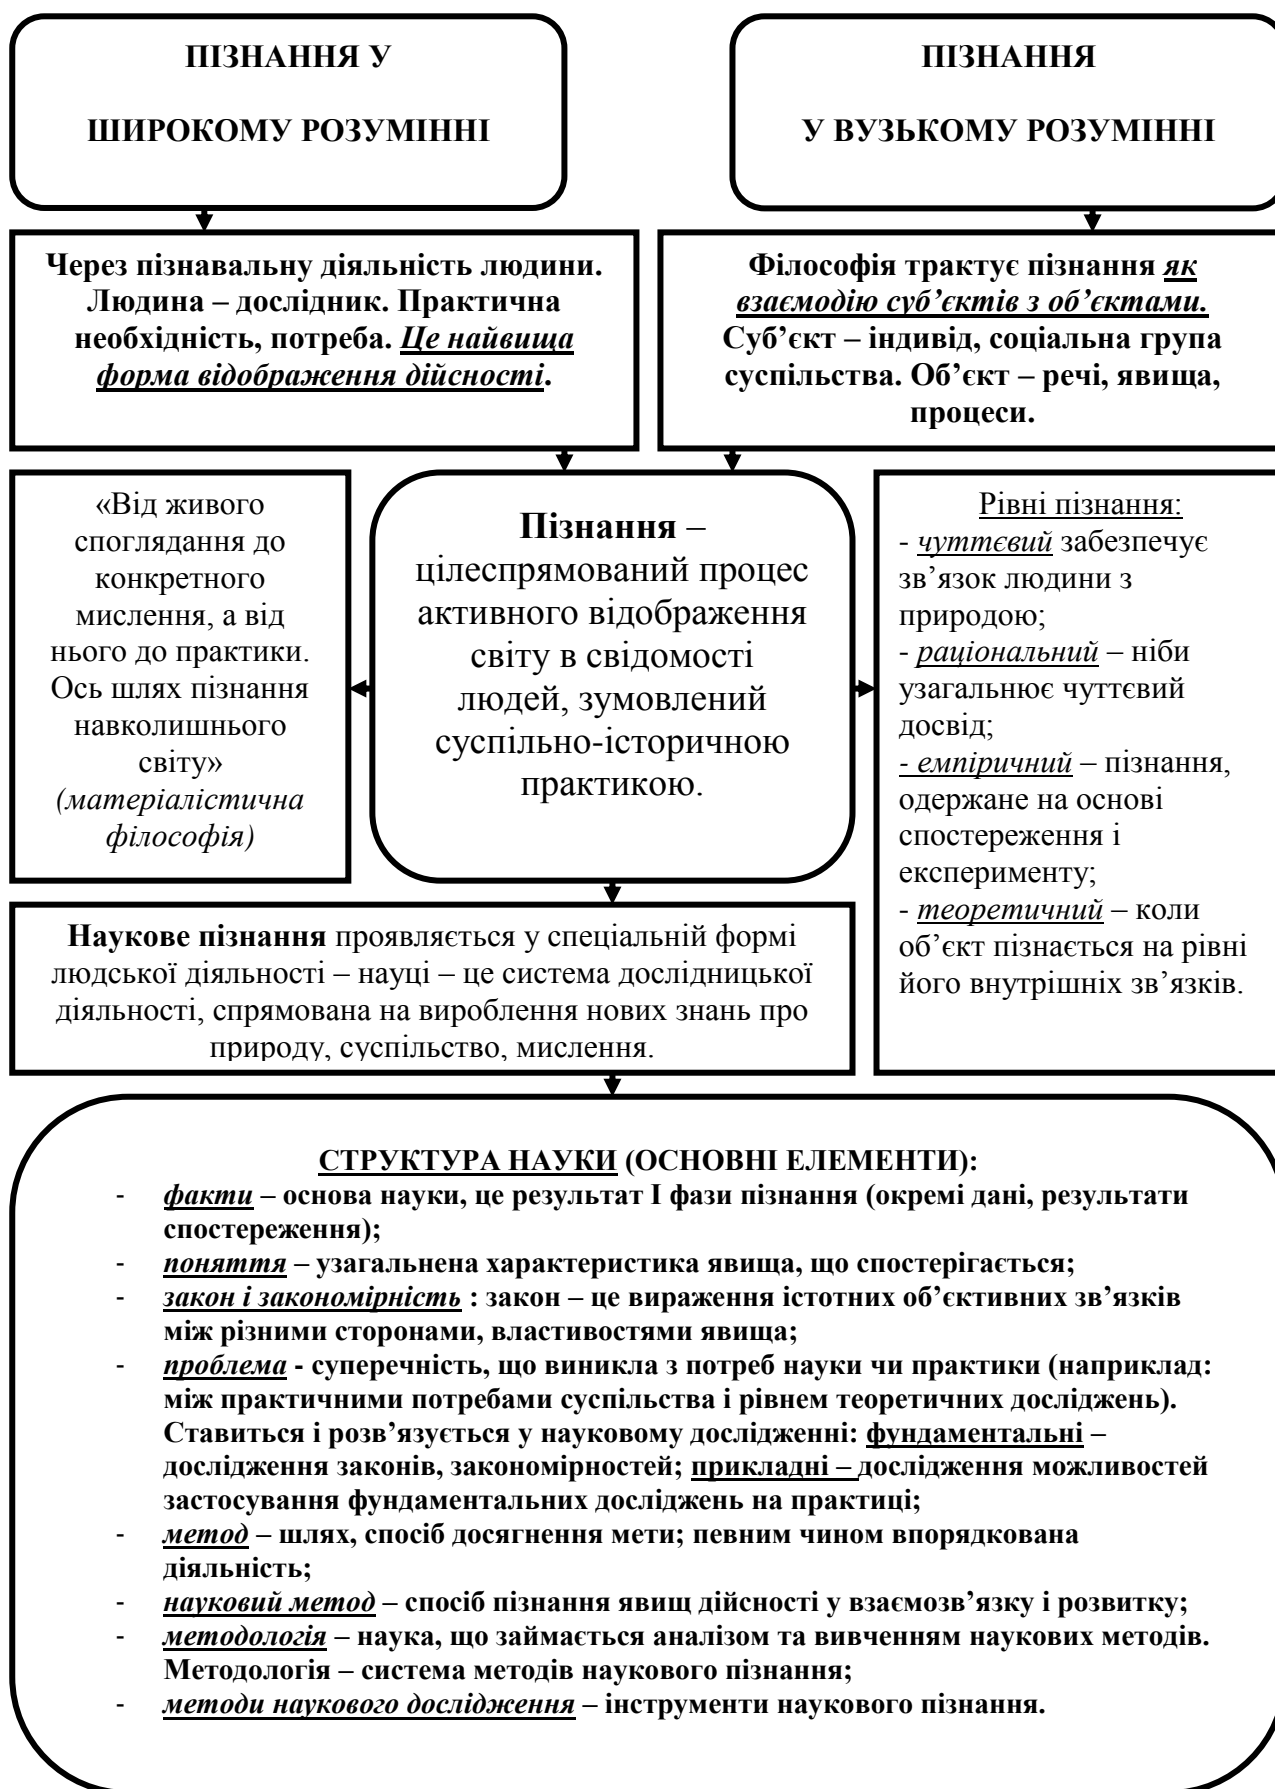 ПІЗНАННЯ У
ШИРОКОМУ РОЗУМІННІ
ПІЗНАННЯ
У ВУЗЬКОМУ РОЗУМІННІ
Через пізнавальну діяльність людини.
Людина – дослідник. Практична
необхідність, потреба. Це найвища
форма відображення дійсності.
Філософія трактує пізнання як
взаємодію суб’єктів з об’єктами.
Суб’єкт – індивід, соціальна група
суспільства. Об’єкт – речі, явища,
процеси.
«Від живого
споглядання до
конкретного
мислення, а від
нього до практики.
Ось шлях пізнання
навколишнього
світу»
(матеріалістична
філософія)
Пізнання –
цілеспрямований процес
активного відображення
світу в свідомості
людей, зумовлений
суспільно-історичною
практикою.
Рівні пізнання:
- чуттєвий забезпечує
зв’язок людини з
природою;
- раціональний – ніби
узагальнює чуттєвий
досвід;
- емпіричний – пізнання,
одержане на основі
спостереження і
експерименту;
- теоретичний – коли
об’єкт пізнається на рівні
його внутрішніх зв’язків.
Наукове пізнання проявляється у спеціальній формі
людської діяльності – науці – це система дослідницької
діяльності, спрямована на вироблення нових знань про
природу, суспільство, мислення.
СТРУКТУРА НАУКИ (ОСНОВНІ ЕЛЕМЕНТИ):
- факти – основа науки, це результат І фази пізнання (окремі дані, результати
спостереження);
- поняття – узагальнена характеристика явища, що спостерігається;
- закон і закономірність : закон – це вираження істотних об’єктивних зв’язків
між різними сторонами, властивостями явища;
- проблема - суперечність, що виникла з потреб науки чи практики (наприклад:
між практичними потребами суспільства і рівнем теоретичних досліджень).
Ставиться і розв’язується у науковому дослідженні: фундаментальні –
дослідження законів, закономірностей; прикладні – дослідження можливостей
застосування фундаментальних досліджень на практиці;
- метод – шлях, спосіб досягнення мети; певним чином впорядкована
діяльність;
- науковий метод – спосіб пізнання явищ дійсності у взаємозв’язку і розвитку;
- методологія – наука, що займається аналізом та вивченням наукових методів.
Методологія – система методів наукового пізнання;
- методи наукового дослідження – інструменти наукового пізнання.